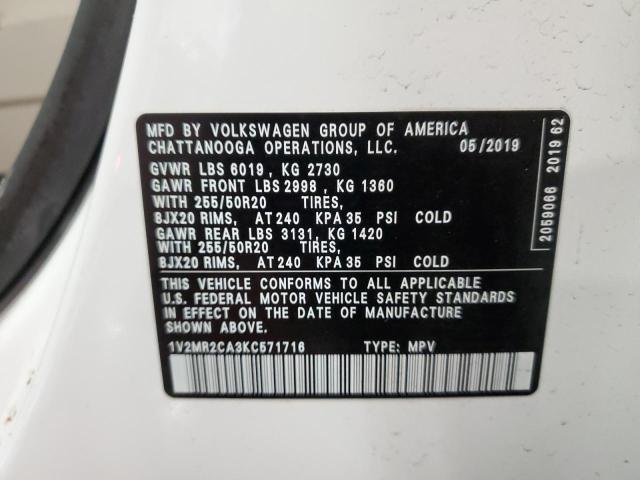 MFD BY VOLKSWAGEN GROUP OF AMERICA
CHATTANOOGA OPERATIONS, LLC. 05/2019
GVWR LBS 6019, KG 2730
GAWR FRONT LBS 2998, KG 1360
WITH 255/50R20 TIRES,
8JX20 RIMS, AT 240 KPA 35 PSI COLD
GAWR REAR LBS 3131, KG 1420
WITH 255/50R20 TIRES,
8JX20 RIMS, AT 240 KPA 35 PSI COLD
THIS VEHICLE CONFORMS TO ALL APPLICABLE
U.S. FEDERAL MOTOR VEHICLE SAFETY STANDARDS
IN EFFECT ON THE DATE OF MANUFACTURE
SHOWN ABOVE.
1V2MR2CA3KC571716 TYPE: MPV
2059066 2019 62